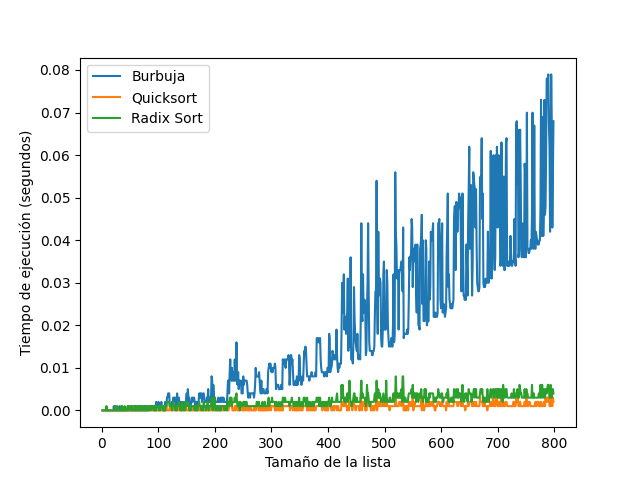 Burbuja
Quicksort
Radix Sort
Tiempo de ejecución (segundos)
0.08
0.07
0.06
0.05
0.04
0.03
0.02
0.01
0.00
0 100 200 300 400 500 600 700 800
Tamaño de la lista